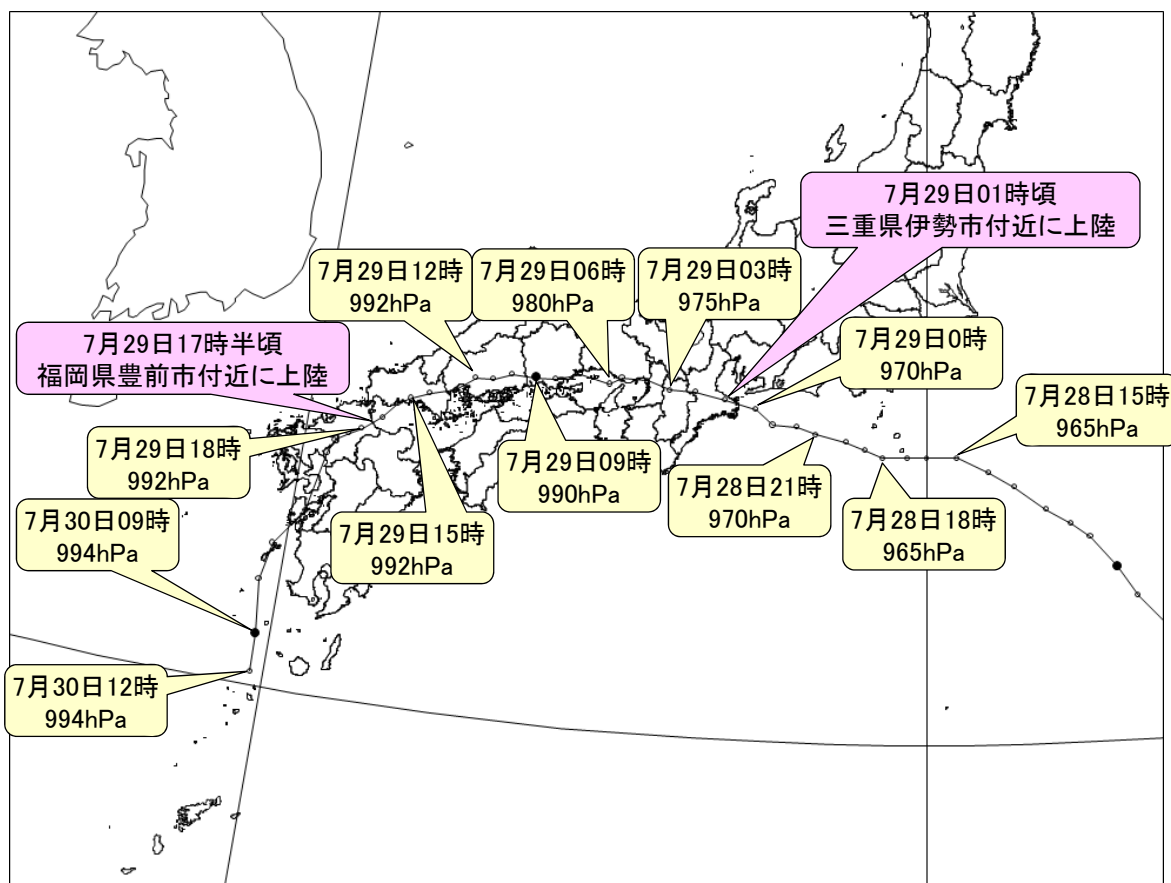 7月29日01時頃
三重県伊勢市付近に上陸
7月29日12時
992hPa
7月29日06時
980hPa
7月29日03時
975hPa
7月29日17時半頃
福岡県豊前市付近に上陸
7月29日0時
970hPa
7月28日15時
965hPa
7月29日18時
992hPa
7月29日09時
990hPa
7月28日21時
970hPa
7月28日18時
965hPa
7月30日09時
994hPa
7月29日15時
992hPa
7月30日12時
994hPa